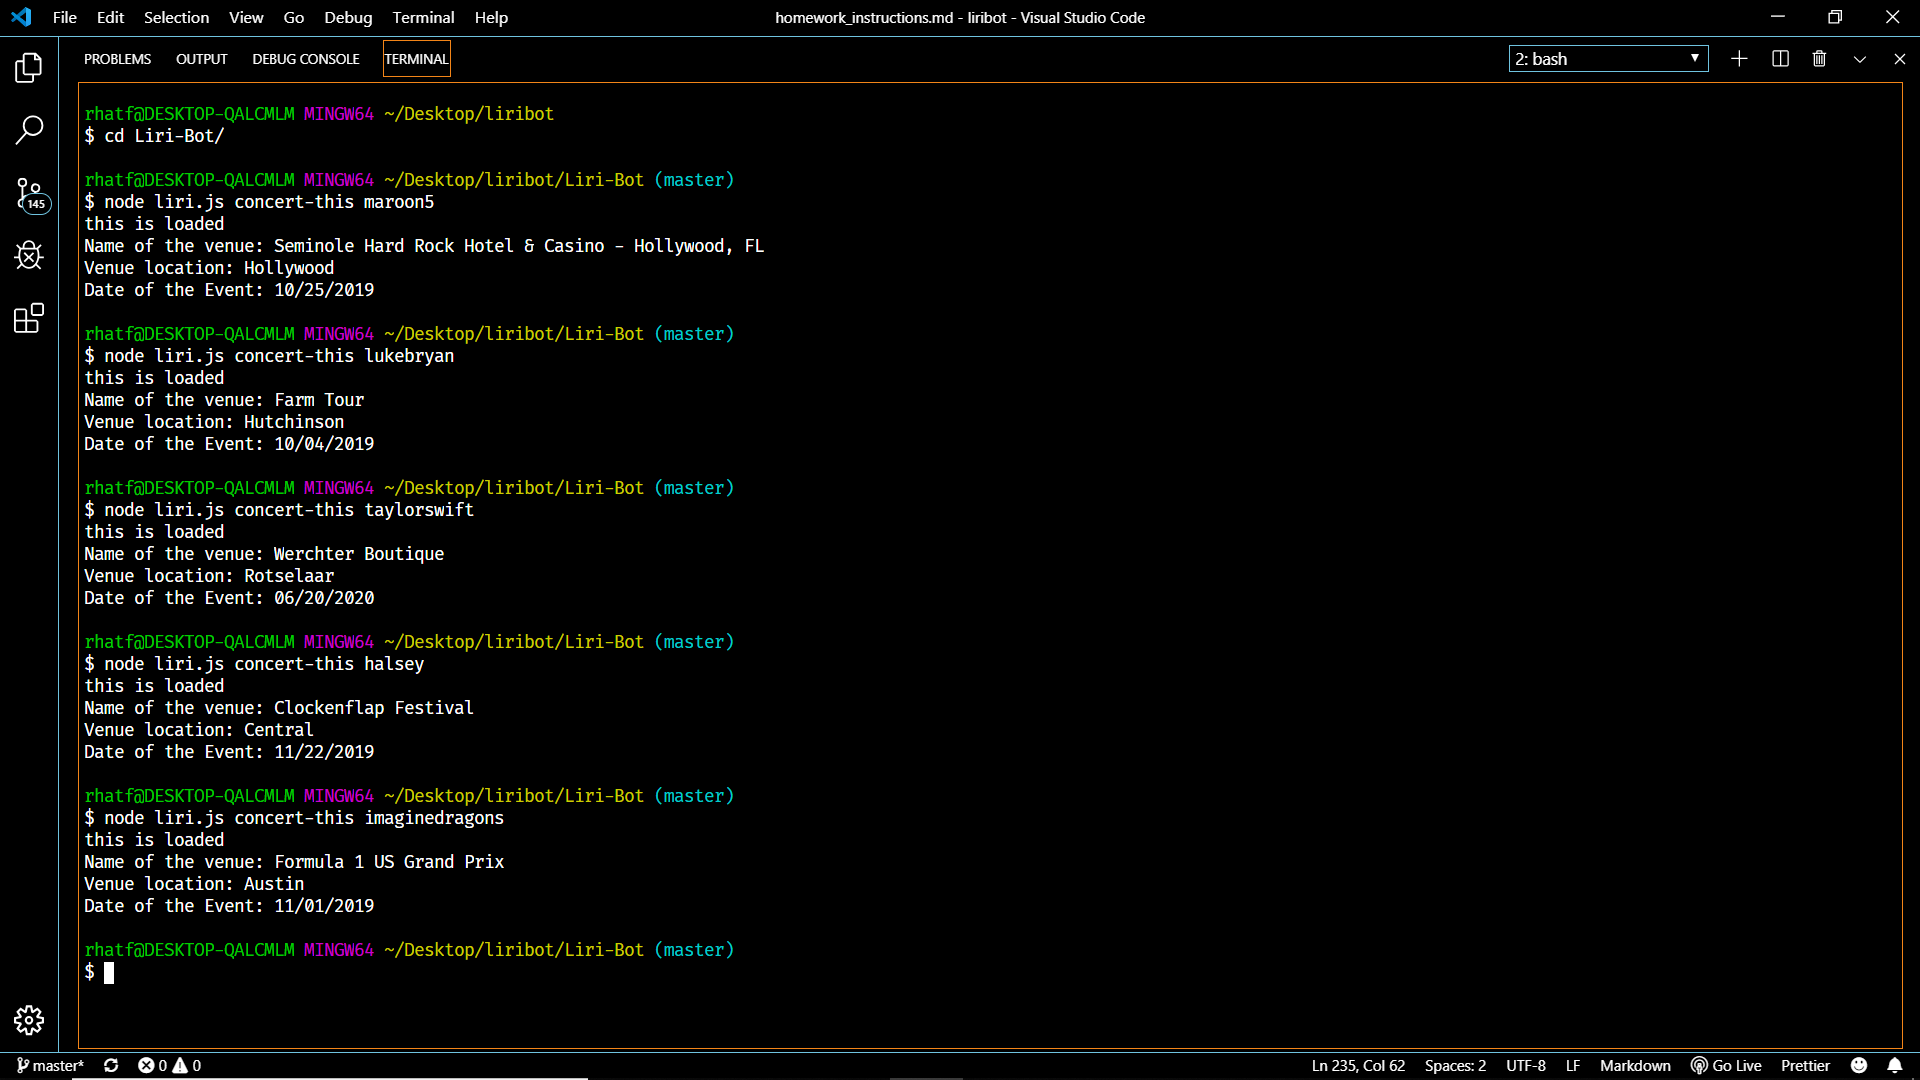 File Edit Selection View Go Debug Terminal Help homework_instructions.md - liribot - Visual Studio Code
PROBLEMS OUTPUT DEBUG CONSOLE TERMINAL 2: bash
145
rhatf@DESKTOP-QALCMLM MINGW64 ~/Desktop/liribot
$ cd Liri-Bot/
rhatf@DESKTOP-QALCMLM MINGW64 ~/Desktop/liribot/Liri-Bot (master)
$ node liri.js concert-this maroon5
this is loaded
Name of the venue: Seminole Hard Rock Hotel & Casino - Hollywood, FL
Venue location: Hollywood
Date of the Event: 10/25/2019
rhatf@DESKTOP-QALCMLM MINGW64 ~/Desktop/liribot/Liri-Bot (master)
$ node liri.js concert-this lukebryan
this is loaded
Name of the venue: Farm Tour
Venue location: Hutchinson
Date of the Event: 10/04/2019
rhatf@DESKTOP-QALCMLM MINGW64 ~/Desktop/liribot/Liri-Bot (master)
$ node liri.js concert-this taylorswift
this is loaded
Name of the venue: Werchter Boutique
Venue location: Rotselaar
Date of the Event: 06/20/2020
rhatf@DESKTOP-QALCMLM MINGW64 ~/Desktop/liribot/Liri-Bot (master)
$ node liri.js concert-this halsey
this is loaded
Name of the venue: Clockenflap Festival
Venue location: Central
Date of the Event: 11/22/2019
rhatf@DESKTOP-QALCMLM MINGW64 ~/Desktop/liribot/Liri-Bot (master)
$ node liri.js concert-this imaginedragons
this is loaded
Name of the venue: Formula 1 US Grand Prix
Venue location: Austin
Date of the Event: 11/01/2019
rhatf@DESKTOP-QALCMLM MINGW64 ~/Desktop/liribot/Liri-Bot (master)
$
master* 0 0 Ln 235, Col 62 Spaces: 2 UTF-8 LF Markdown Go Live Prettier